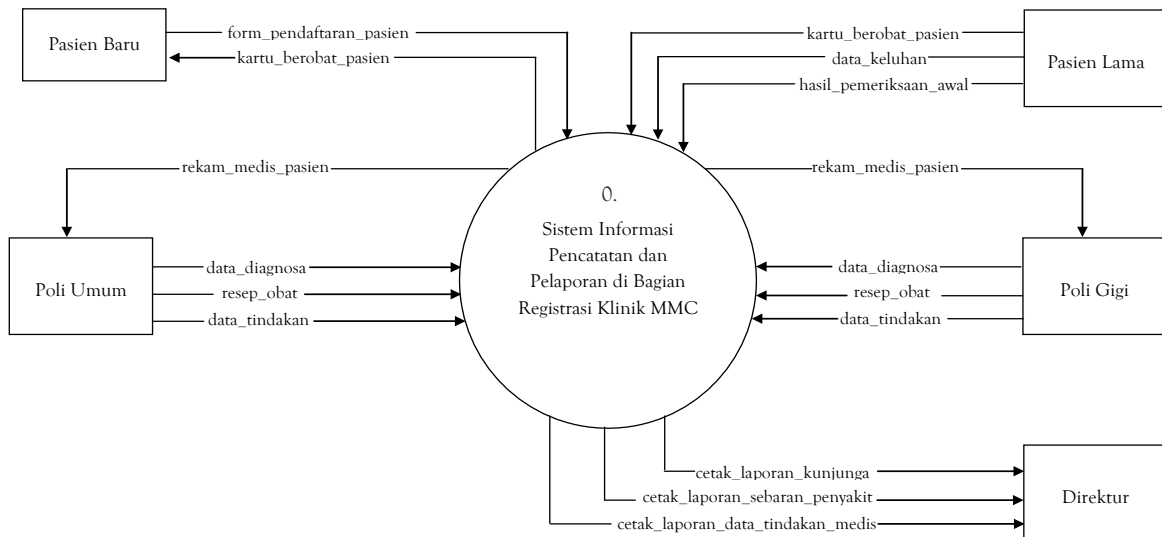 Pasien Baru
form_pendaftaran_pasien
kartu_berobat_pasien
kartu_berobat_pasien
data_keluhan
hasil_pemeriksaan_awal
Pasien Lama
rekam_medis_pasien
rekam_medis_pasien
0.
Sistem Informasi
Pencatatan dan
Pelaporan di Bagian
Registrasi Klinik MMC
Poli Umum
data_diagnosa
resep_obat
data_tindakan
data_diagnosa
resep_obat
data_tindakan
Poli Gigi
cetak_laporan_kunjunga
cetak_laporan_sebaran_penyakit
cetak_laporan_data_tindakan_medis
Direktur